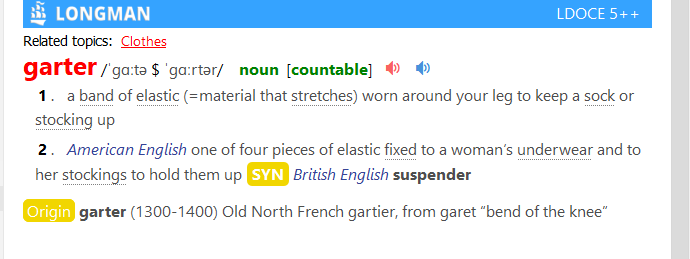 LONGMAN LDOCE 5++
Related topics: Clothes
garter /ˈɡɑːtə $ ˈɡɑːrtər/ noun [countable]
1. a band of elastic (=material that stretches) worn around your leg to keep a sock or
stocking up
2. American English one of four pieces of elastic fixed to a woman’s underwear and to
her stockings to hold them up SYN British English suspender
Origin garter (1300-1400) Old North French gartier, from garet “bend of the knee”